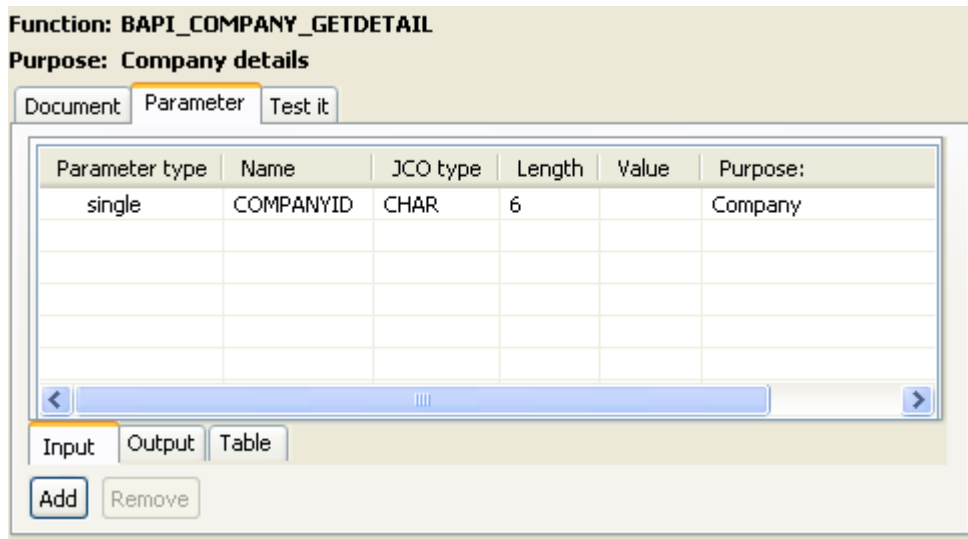 Function: BAPI_COMPANY_GETDETAIL
Purpose: Company details
Document Parameter Test it
Parameter type Name JCO type Length Value Purpose:
single COMPANYID CHAR 6 Company
Input Output Table
Add Remove